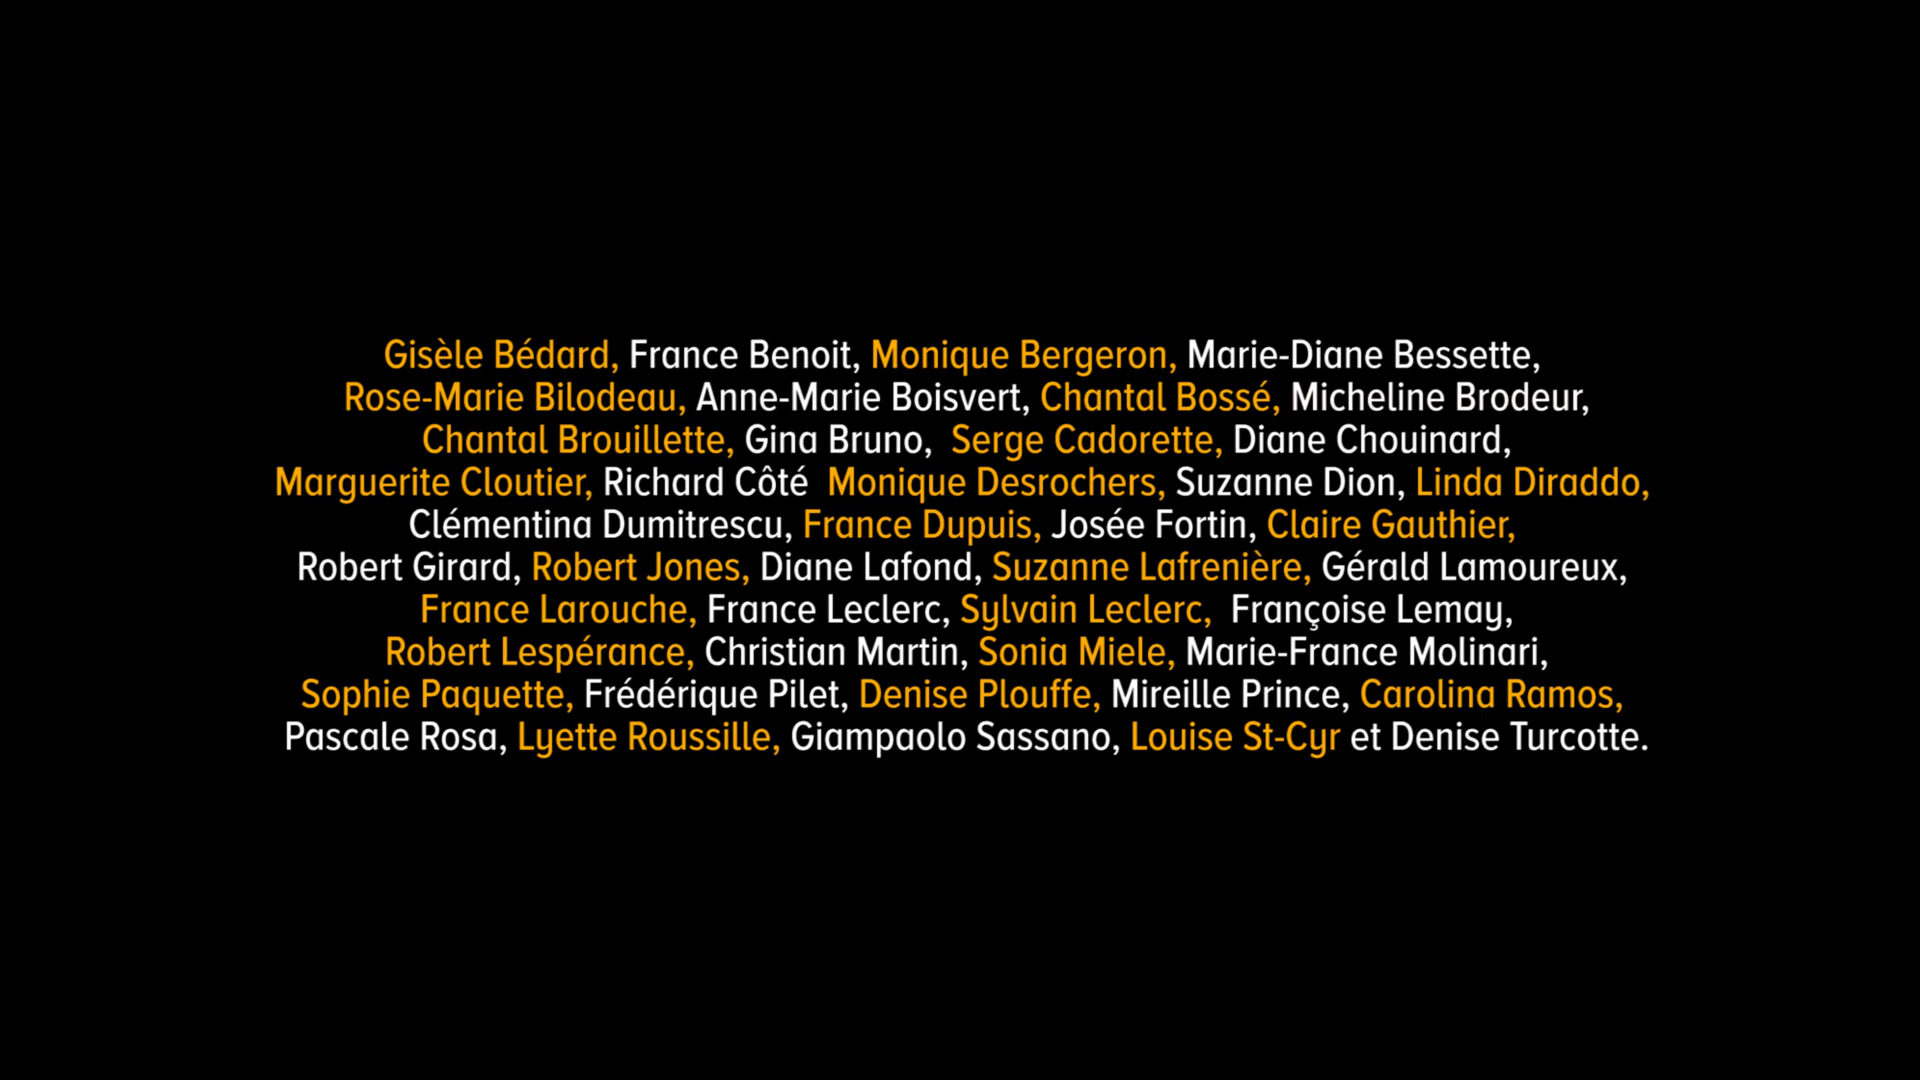 Gisèle Bédard, France Benoit, Monique Bergeron, Marie-Diane Bessette,
Rose-Marie Bilodeau, Anne-Marie Boisvert, Chantal Bossé, Micheline Brodeur,
Chantal Brouillette, Gina Bruno, Serge Cadorette, Diane Chouinard,
Marguerite Cloutier, Richard Côté Monique Desrochers, Suzanne Dion, Linda Diraddo,
Clémentina Dumitrescu, France Dupuis, Josée Fortin, Claire Gauthier,
Robert Girard, Robert Jones, Diane Lafond, Suzanne Lafrenière, Gérald Lamoureux,
France Larouche, France Leclerc, Sylvain Leclerc, Françoise Lemay,
Robert Lespérance, Christian Martin, Sonia Miele, Marie-France Molinari,
Sophie Paquette, Frédérique Pilet, Denise Plouffe, Mireille Prince, Carolina Ramos,
Pascale Rosa, Lyette Roussille, Giampaolo Sassano, Louise St-Cyr et Denise Turcotte.